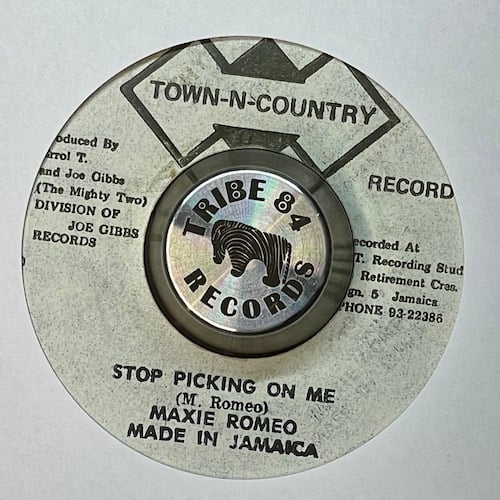 TOWN-N-COUNTRY
RECORD
oduced By
rrol T.
and Joe Gibbs
(The Mighty Two)
DIVISION OF
JOE GIBBS
RECORDS
TRIBE 84
RECORDS
ecorded At
T. Recording Stud
Retirement Cres.
gn. 5 Jamaica
PHONE 93-22386
STOP PICKING ON ME
(M. Romeo)
MAXIE ROMEO
MADE IN JAMAICA